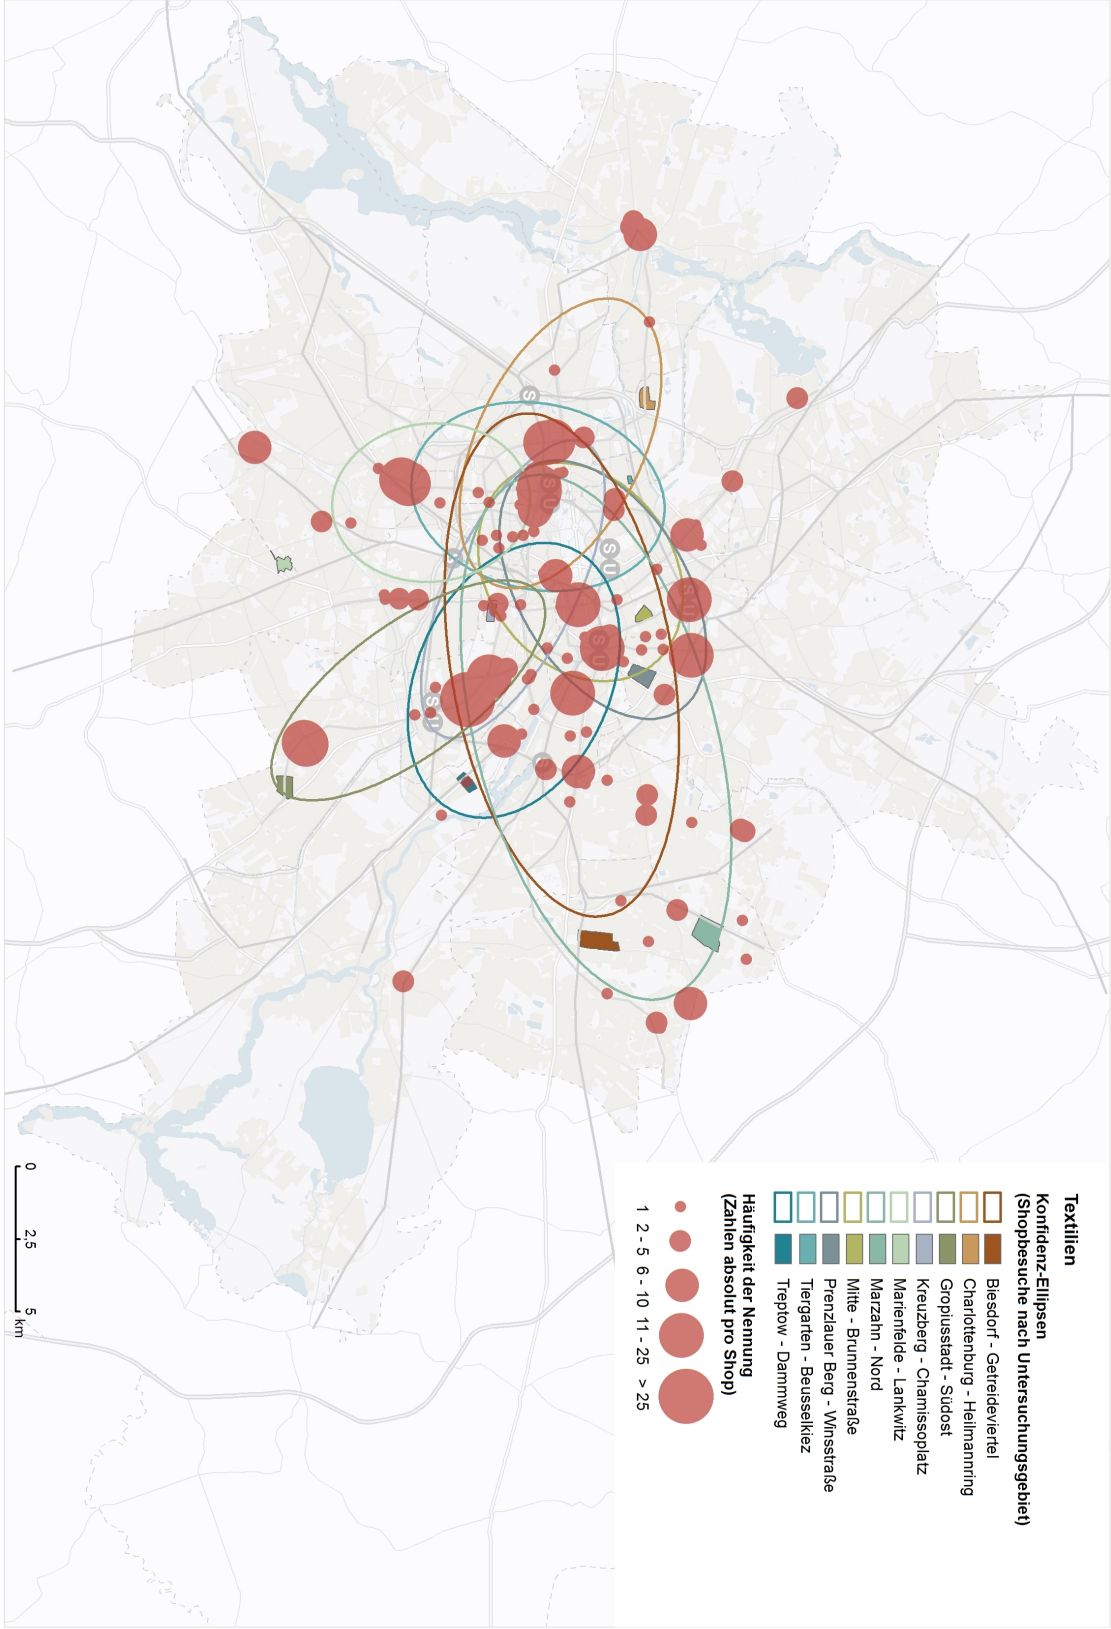 Textilien
Konfidenz-Ellipsen
(Shopbesuche nach Untersuchungsgebiet)
Biesdorf - Getreideviertel
Charlottenburg - Heilmannring
Gropiusstadt - Südost
Kreuzberg - Chamissoplatz
Marienfelde - Lankwitz
Marzahn - Nord
Mitte - Brunnenstraße
Prenzlauer Berg - Winsstraße
Tiergarten - Beusselkiez
Treptow - Dammweg
Häufigkeit der Nennung
(Zahlen absolut pro Shop)
1 2 - 5 6 - 10 11 - 25 > 25
0 2,5 5 km
S
S U
S U
S U
S U
S U